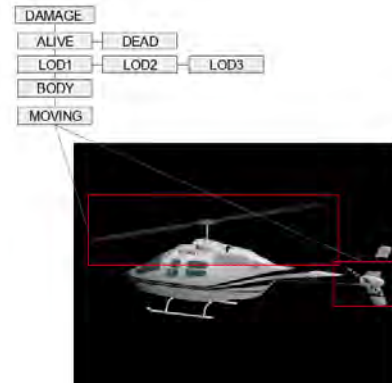 DAMAGE
ALIVE DEAD
LOD1 LOD2 LOD3
BODY
MOVING